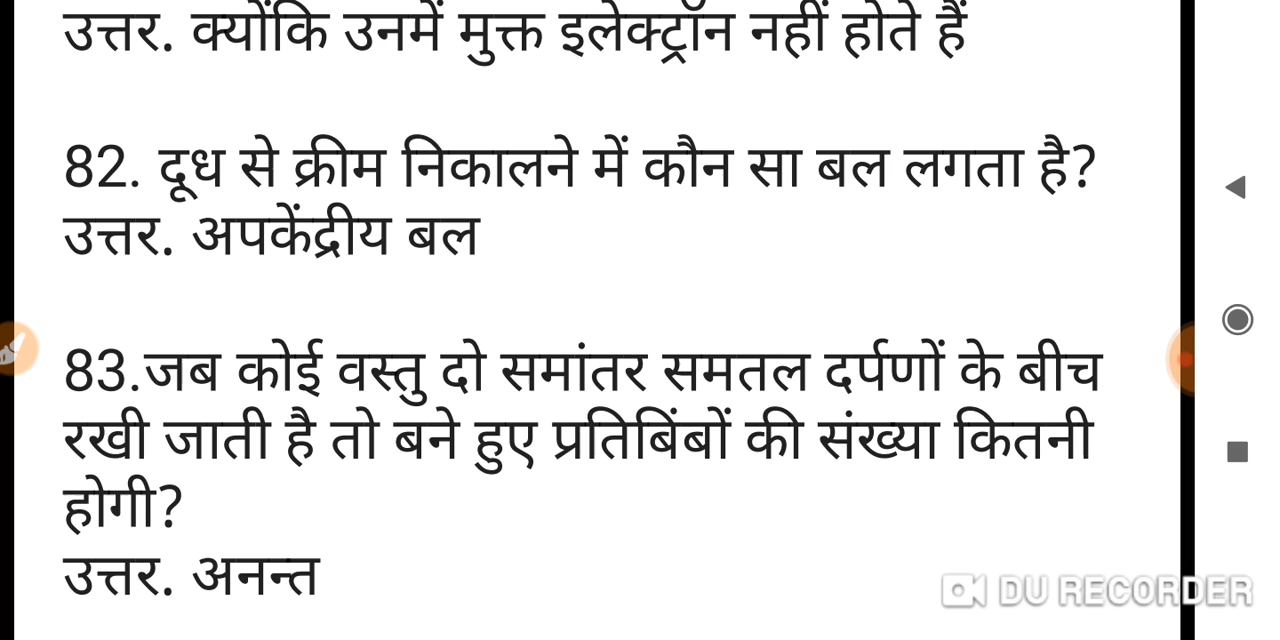 उत्तर. क्योंकि उनमें मुक्त इलेक्ट्रॉन नहीं होते हैं
82. दूध से क्रीम निकालने में कौन सा बल लगता है?
उत्तर. अपकेंद्रीय बल
83.जब कोई वस्तु दो समांतर समतल दर्पणों के बीच
रखी जाती है तो बने हुए प्रतिबिंबों की संख्या कितनी
होगी?
उत्तर. अनन्त
DU RECORDER